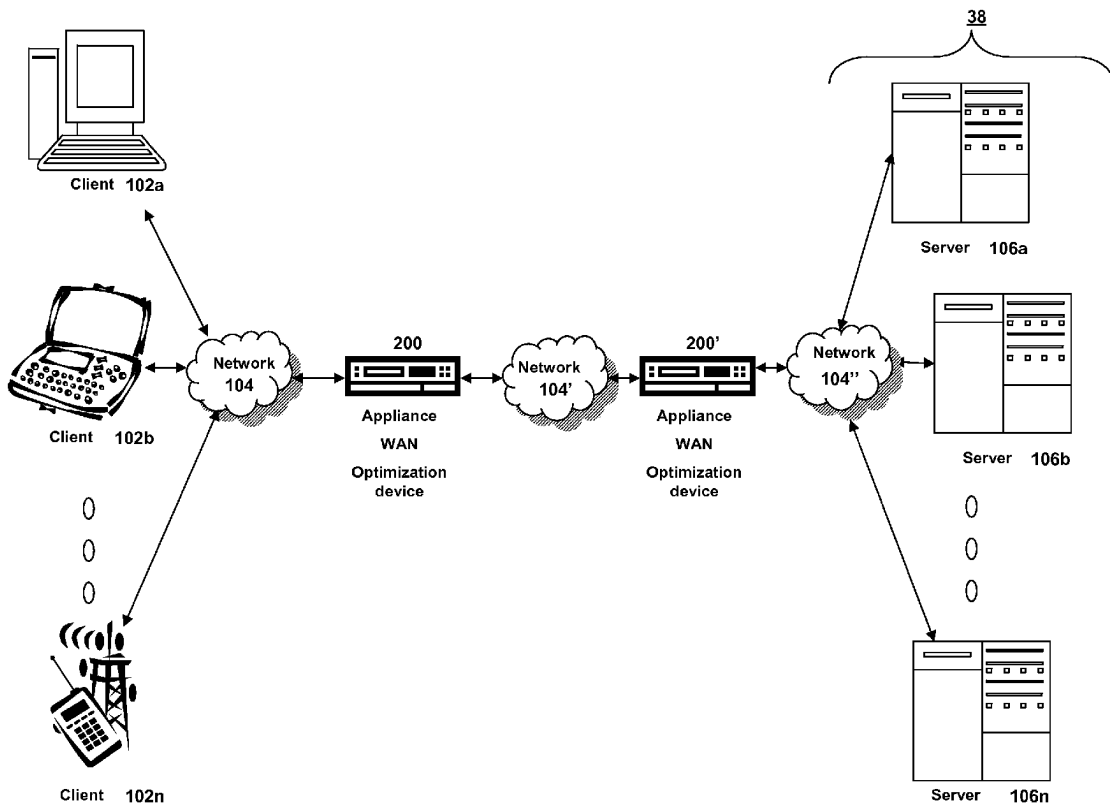 38
Client 102a
Server 106a
Network
104
200
Appliance
WAN
Optimization
device
Network
104'
200'
Appliance
WAN
Optimization
device
Network
104''
Client 102b
Server 106b
Client 102n
Server 106n